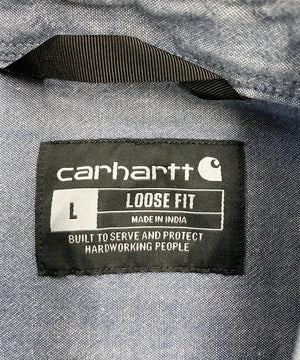 carhartt
L LOOSE FIT
MADE IN INDIA
BUILT TO SERVE AND PROTECT
HARDWORKING PEOPLE